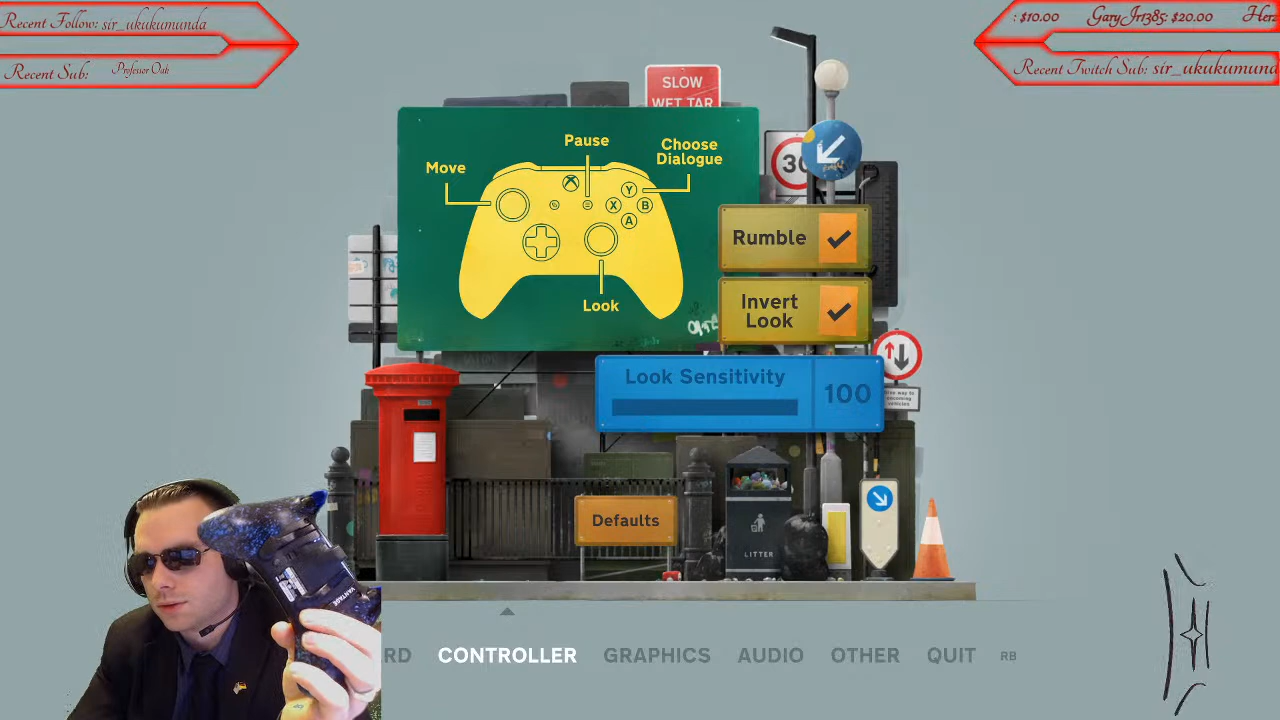 Recent Follow: sir_ukukumunda
: $10.00 GaryJr1385: $20.00
Recent Sub: Professor Oak
Recent Twitch Sub: sir_ukukumunda
SLOW
WET TAR
Pause
Choose
Dialogue
Move
30
Y
X
B
A
Rumble
Invert
Look
Look
Look Sensitivity
100
Defaults
LITTER
VANTAGE
RD
CONTROLLER
GRAPHICS
AUDIO
OTHER
QUIT
RB